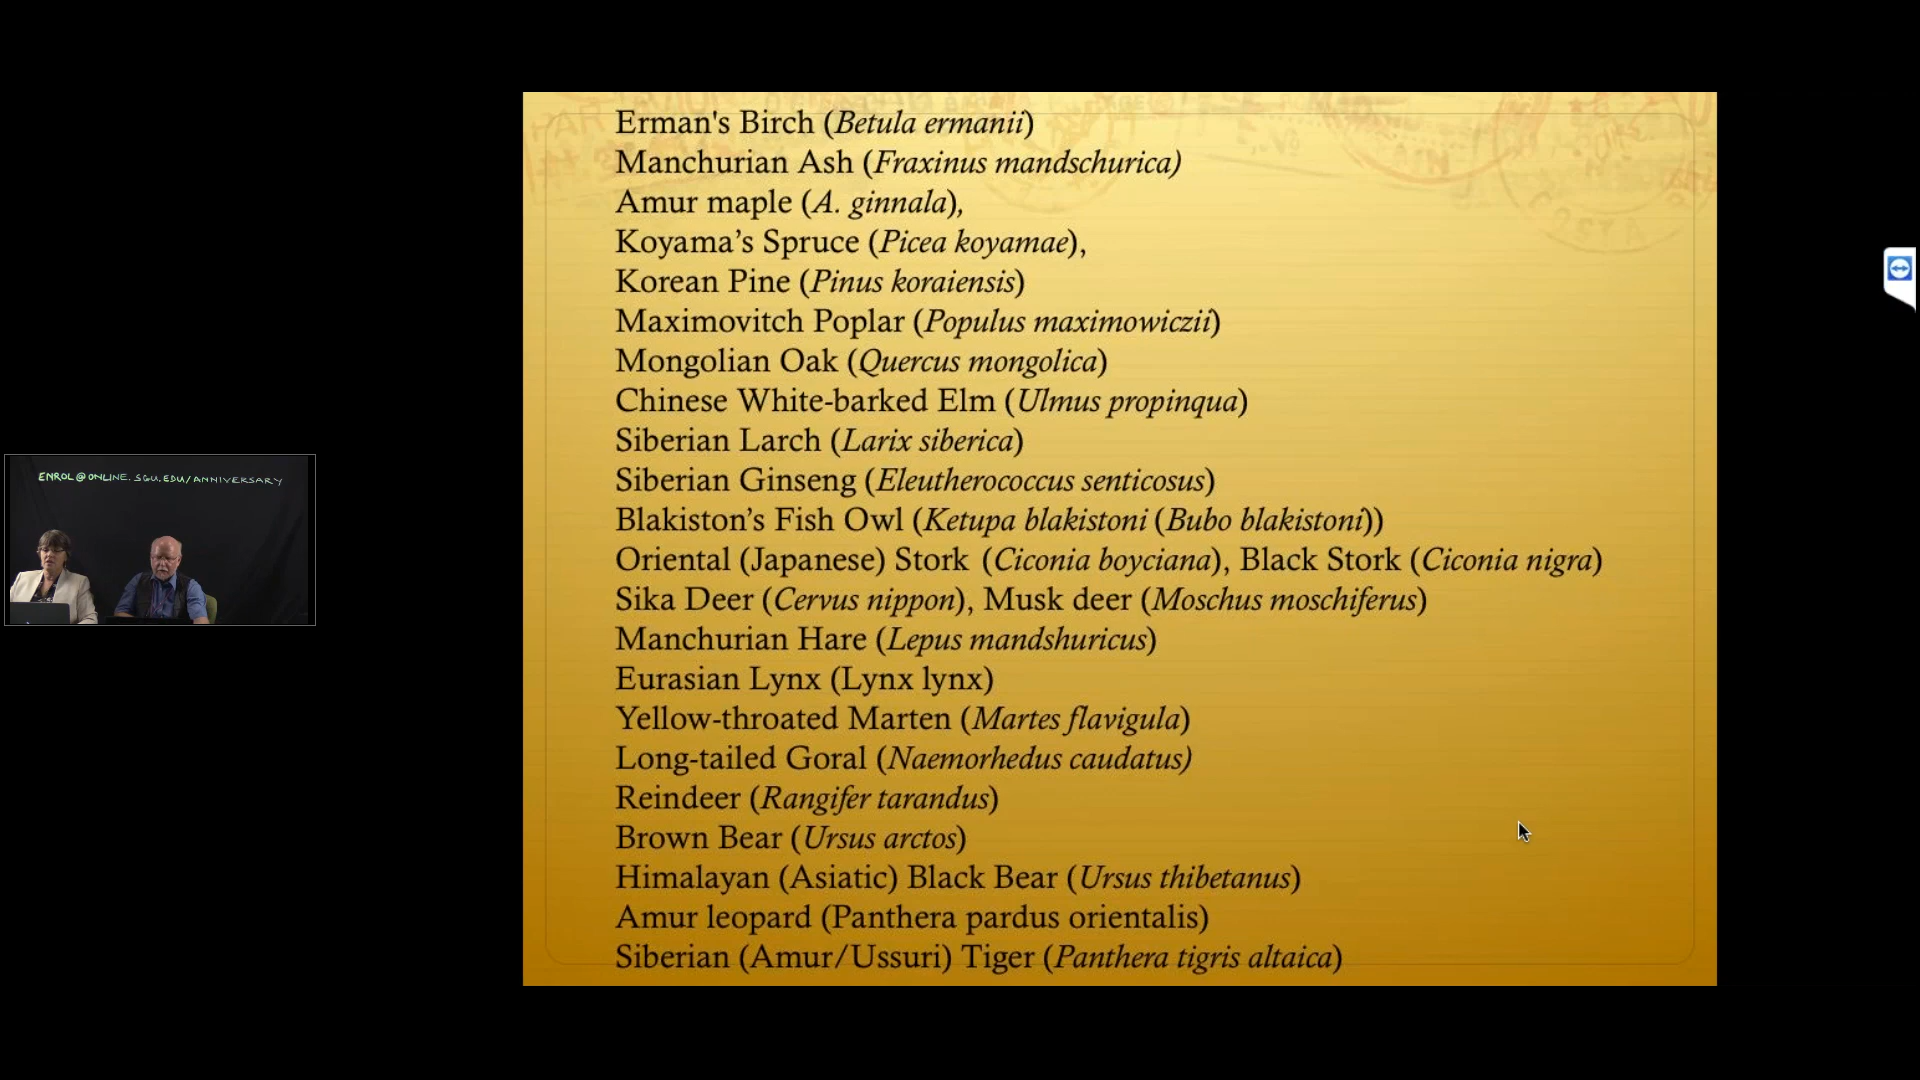 Erman's Birch (Betula ermanii)
Manchurian Ash (Fraxinus mandschurica)
Amur maple (A. ginnala),
Koyama’s Spruce (Picea koyamae),
Korean Pine (Pinus koraiensis)
Maximovitch Poplar (Populus maximowiczii)
Mongolian Oak (Quercus mongolica)
Chinese White-barked Elm (Ulmus propinqua)
Siberian Larch (Larix siberica)
Siberian Ginseng (Eleutherococcus senticosus)
Blakiston’s Fish Owl (Ketupa blakistoni (Bubo blakistoni))
Oriental (Japanese) Stork (Ciconia boyciana), Black Stork (Ciconia nigra)
Sika Deer (Cervus nippon), Musk deer (Moschus moschiferus)
Manchurian Hare (Lepus mandshuricus)
Eurasian Lynx (Lynx lynx)
Yellow-throated Marten (Martes flavigula)
Long-tailed Goral (Naemorhedus caudatus)
Reindeer (Rangifer tarandus)
Brown Bear (Ursus arctos)
Himalayan (Asiatic) Black Bear (Ursus thibetanus)
Amur leopard (Panthera pardus orientalis)
Siberian (Amur/Ussuri) Tiger (Panthera tigris altaica)
ENROL@ONLINE.SGU.EDU/ANNIVERSARY